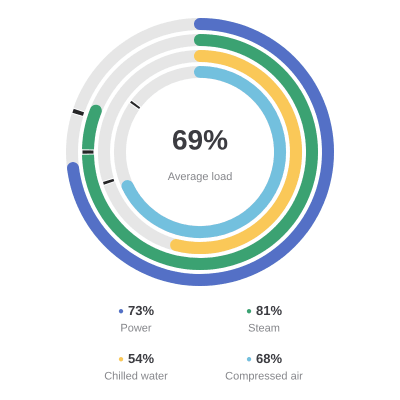 69%
Average load
73%
Power
81%
Steam
54%
Chilled water
68%
Compressed air